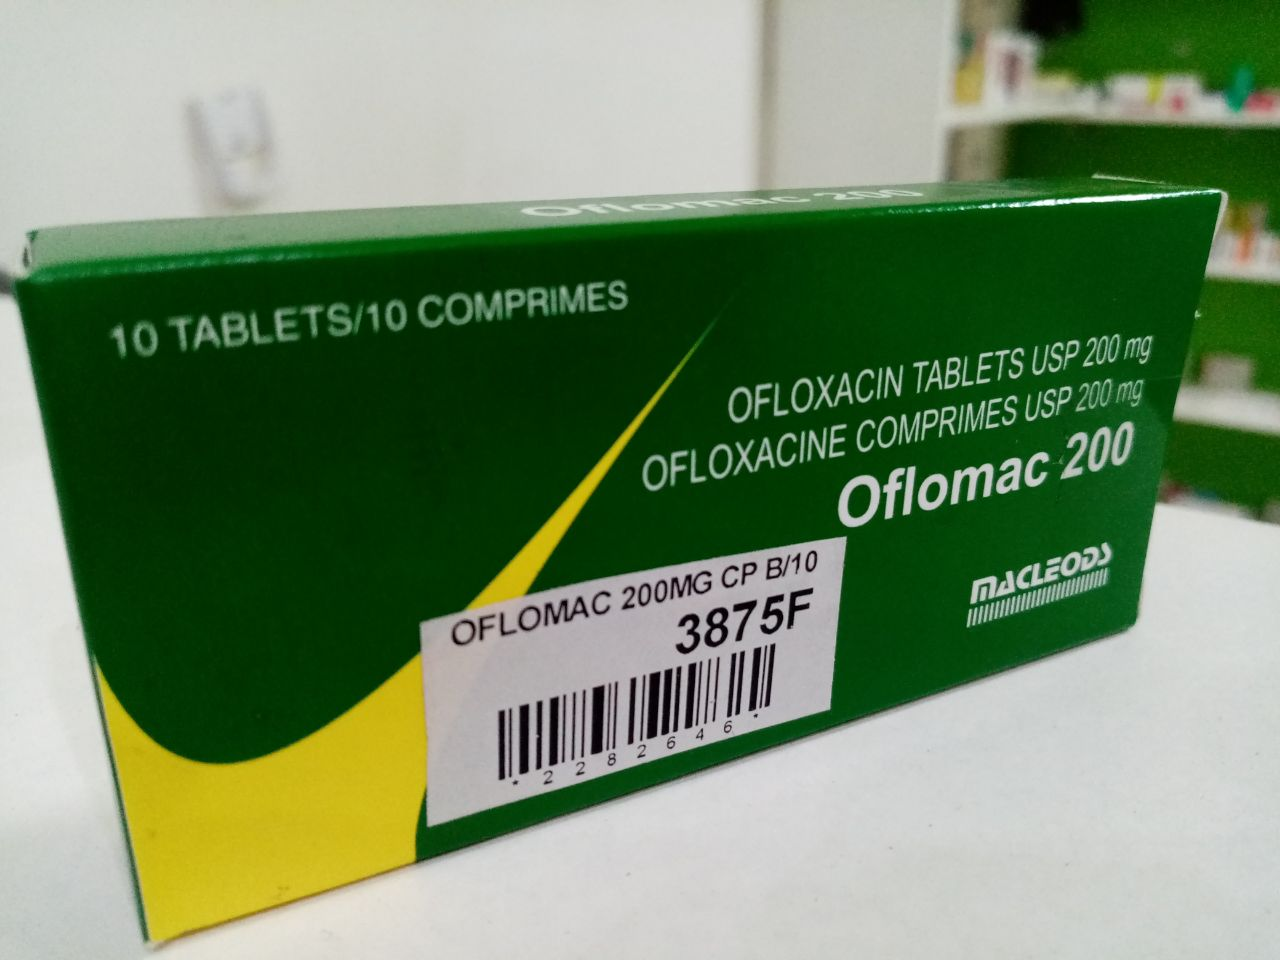 Oflomac 200
10 TABLETS/10 COMPRIMES
OFLOXACIN TABLETS USP 200 mg
OFLOXACINE COMPRIMES USP 200 mg
Oflomac 200
MACLEODS
OFLOMAC 200MG CP B/10
3875F
*2282646*